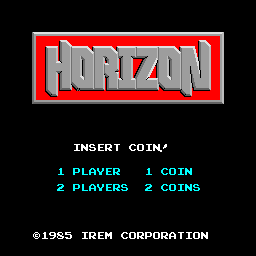 HORIZON
INSERT COIN!
1 PLAYER 1 COIN
2 PLAYERS 2 COINS
©1985 IREM CORPORATION